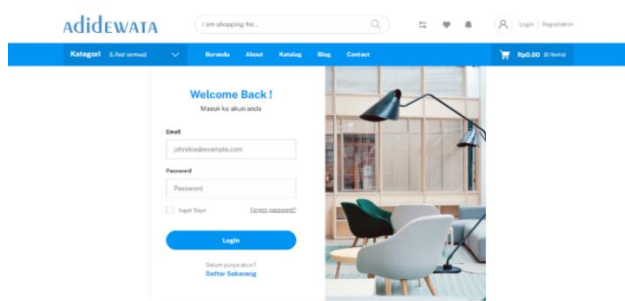 ADIDEWATA
I am shopping for...
Login | Registration
Kategori (Lihat semua)
Beranda About Katalog Blog Contact
Rp0.00 (0 Items)
Welcome Back !
Masuk ke akun anda
Email
johndoe@example.com
Password
Password
Ingat Saya Forgot password?
Login
Belum punya akun?
Daftar Sekarang